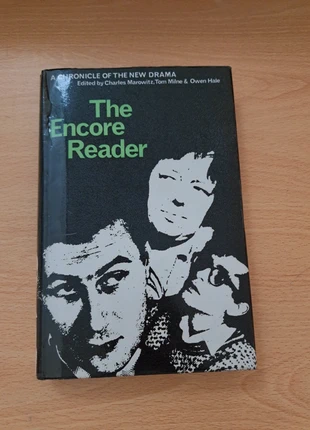 A CHRONICLE OF THE NEW DRAMA
Edited by Charles Marowitz, Tom Milne & Owen Hale
The
Encore
Reader